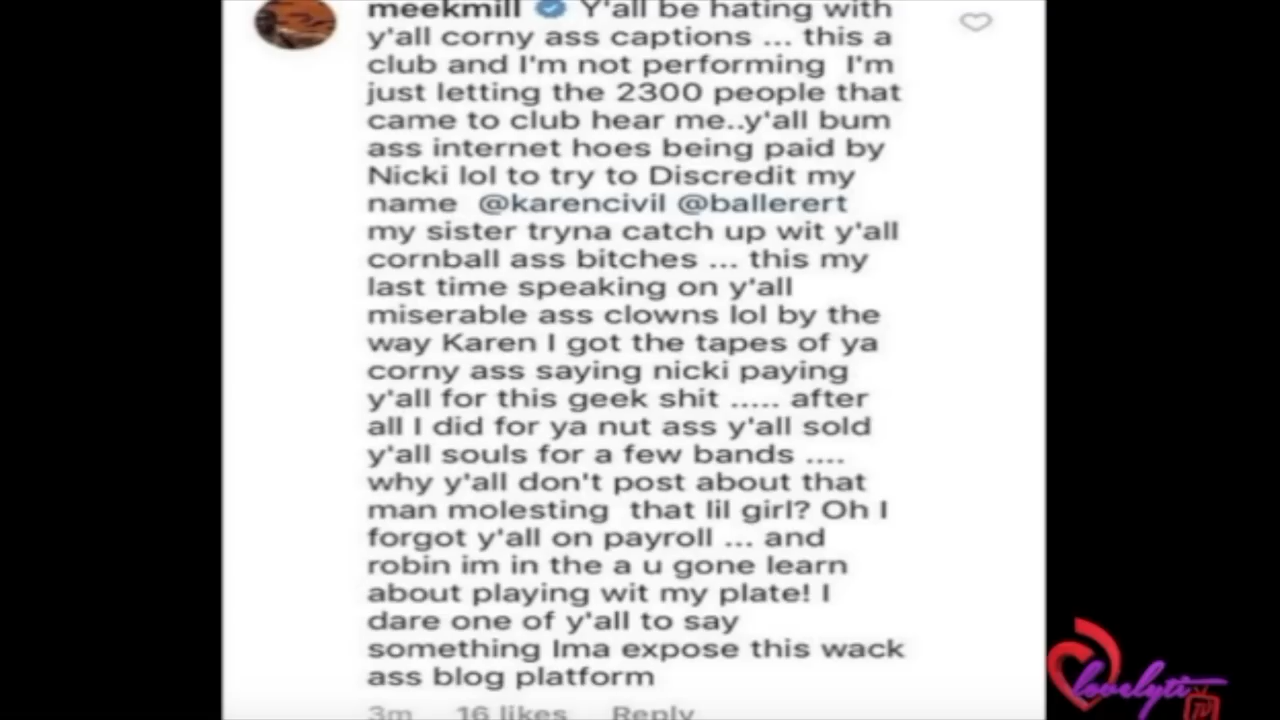 meekmill Y'all be hating with
y'all corny ass captions ... this a
club and I'm not performing I'm
just letting the 2300 people that
came to club hear me..y'all bum
ass internet hoes being paid by
Nicki lol to try to Discredit my
name @karencivil @ballerert
my sister tryna catch up wit y'all
cornball ass bitches ... this my
last time speaking on y'all
miserable ass clowns lol by the
way Karen I got the tapes of ya
corny ass saying nicki paying
y'all for this geek shit ..... after
all I did for ya nut ass y'all sold
y'all souls for a few bands ....
why y'all don't post about that
man molesting that lil girl? Oh I
forgot y'all on payroll ... and
robin im in the a u gone learn
about playing wit my plate! I
dare one of y'all to say
something Ima expose this wack
ass blog platform
3m 16 likes Reply
lovelyti
TV